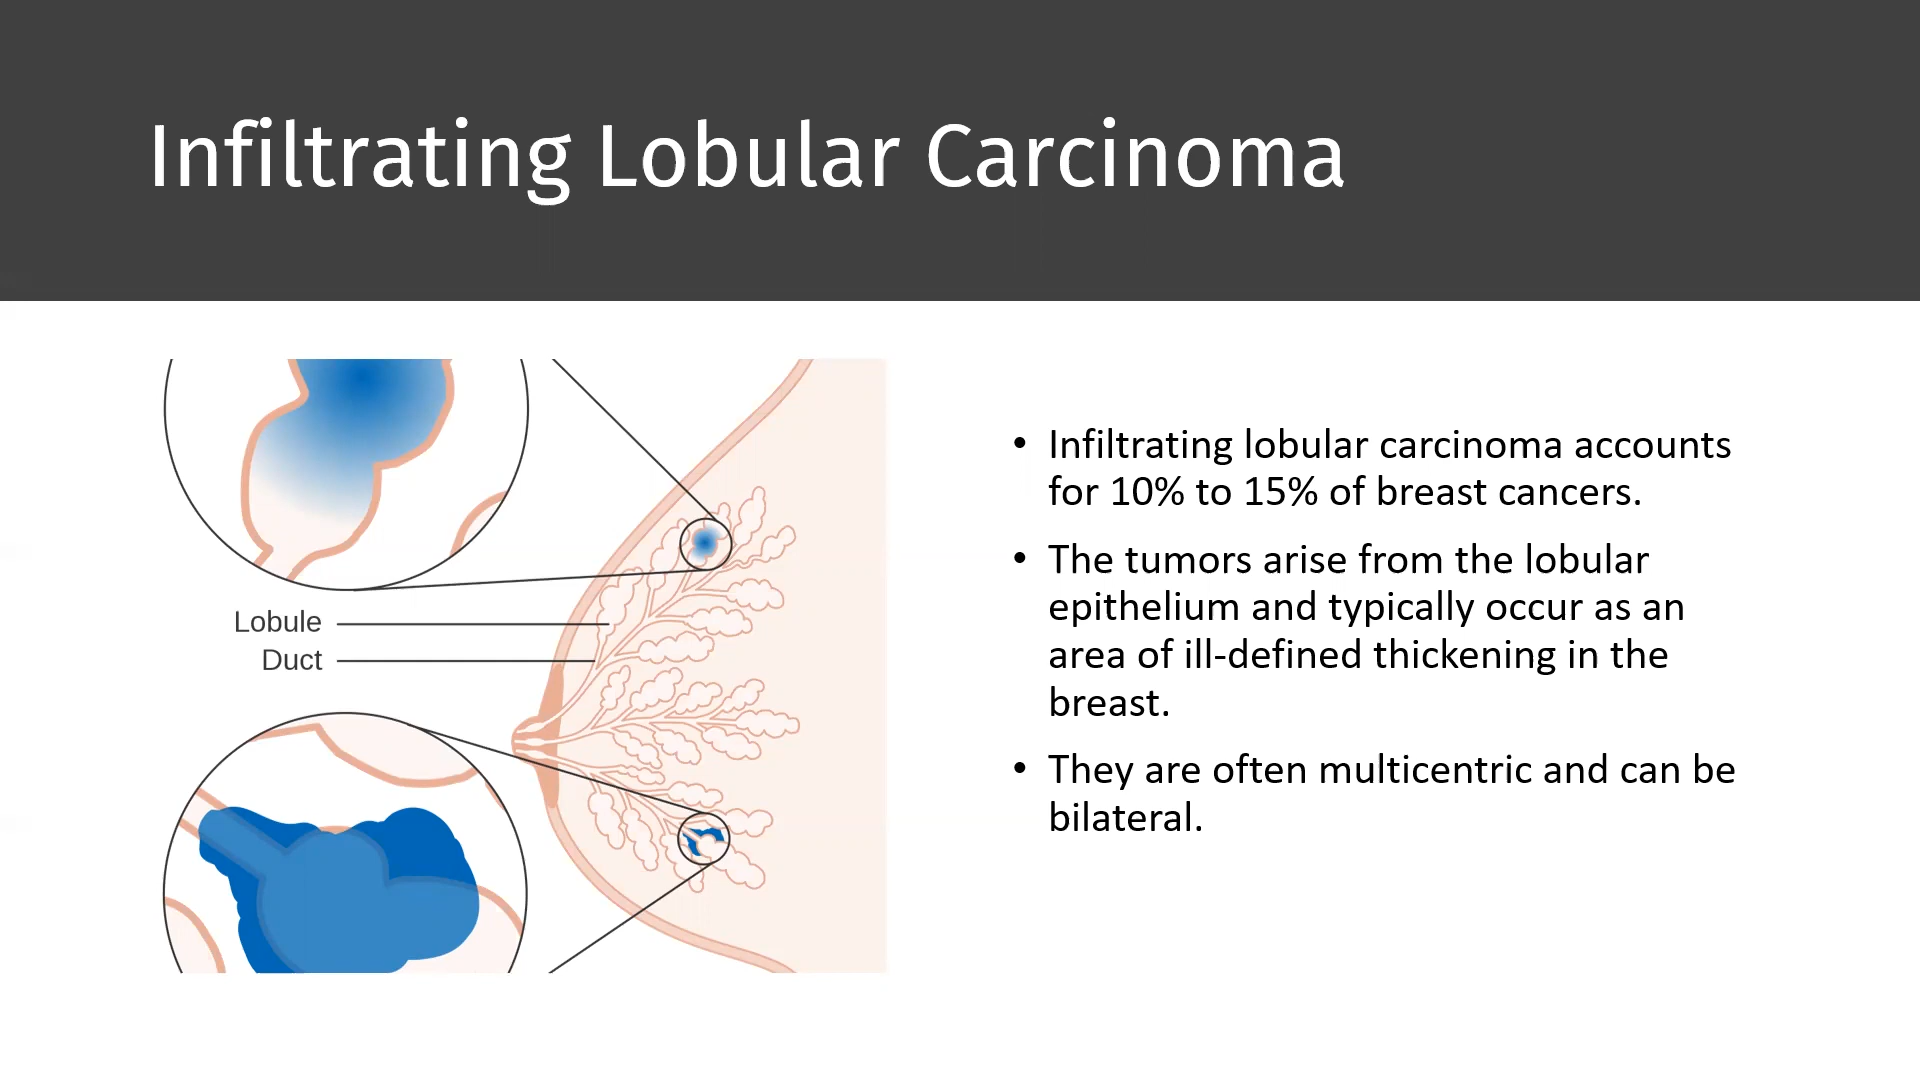 Infiltrating Lobular Carcinoma
Lobule
Duct
• Infiltrating lobular carcinoma accounts
for 10% to 15% of breast cancers.
• The tumors arise from the lobular
epithelium and typically occur as an
area of ill-defined thickening in the
breast.
• They are often multicentric and can be
bilateral.